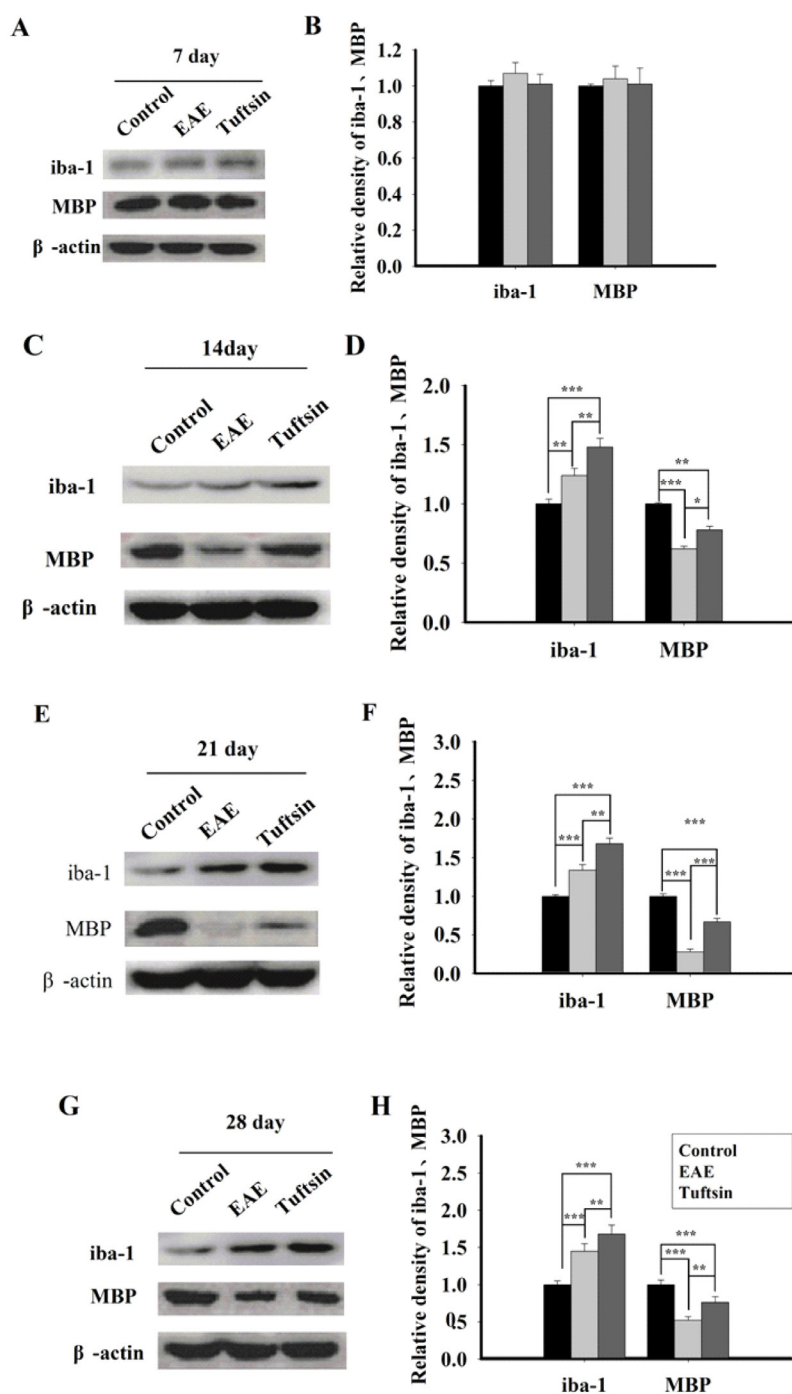 A
7 day
Control EAE Tuftsin
iba-1
MBP
β -actin
B
Relative density of iba-1、MBP
1.2
1.0
0.8
0.6
0.4
0.2
0.0
iba-1 MBP
C
14day
Control EAE Tuftsin
iba-1
MBP
β -actin
D
Relative density of iba-1、MBP
2.0
1.5
1.0
0.5
0.0
***
** **
**
***
*
iba-1 MBP
E
21 day
Control EAE Tuftsin
iba-1
MBP
β -actin
F
Relative density of iba-1、MBP
3.0
2.5
2.0
1.5
1.0
0.5
0.0
***
*** **
***
*** ***
iba-1 MBP
G
28 day
Control EAE Tuftsin
iba-1
MBP
β -actin
H
Relative density of iba-1、MBP
3.0
2.5
2.0
1.5
1.0
0.5
0.0
Control
EAE
Tuftsin
***
*** **
***
***
**
iba-1 MBP